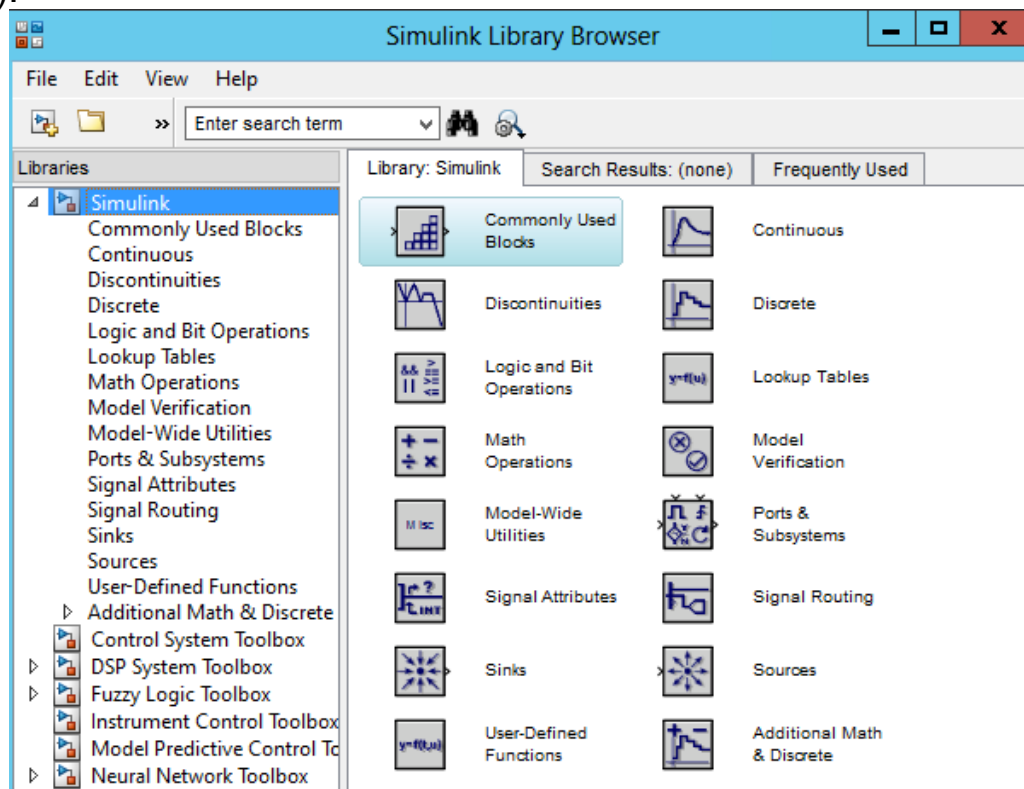 ).
Simulink Library Browser
File Edit View Help
» Enter search term
Libraries
Library: Simulink Search Results: (none) Frequently Used
Simulink
Commonly Used Blocks
Continuous
Discontinuities
Discrete
Logic and Bit Operations
Lookup Tables
Math Operations
Model Verification
Model-Wide Utilities
Ports & Subsystems
Signal Attributes
Signal Routing
Sinks
Sources
User-Defined Functions
Additional Math & Discrete
Control System Toolbox
DSP System Toolbox
Fuzzy Logic Toolbox
Instrument Control Toolbox
Model Predictive Control To
Neural Network Toolbox
Commonly Used
Blocks
Continuous
Discontinuities
Discrete
&& >=
|| ==
<=
Logic and Bit
Operations
y=f(u)
Lookup Tables
+ −
÷ ×
Math
Operations
Model
Verification
Misc
Model-Wide
Utilities
Ports &
Subsystems
?
INT
Signal Attributes
Signal Routing
Sinks
Sources
y=f(t,u)
User-Defined
Functions
+ −
Additional Math
& Discrete